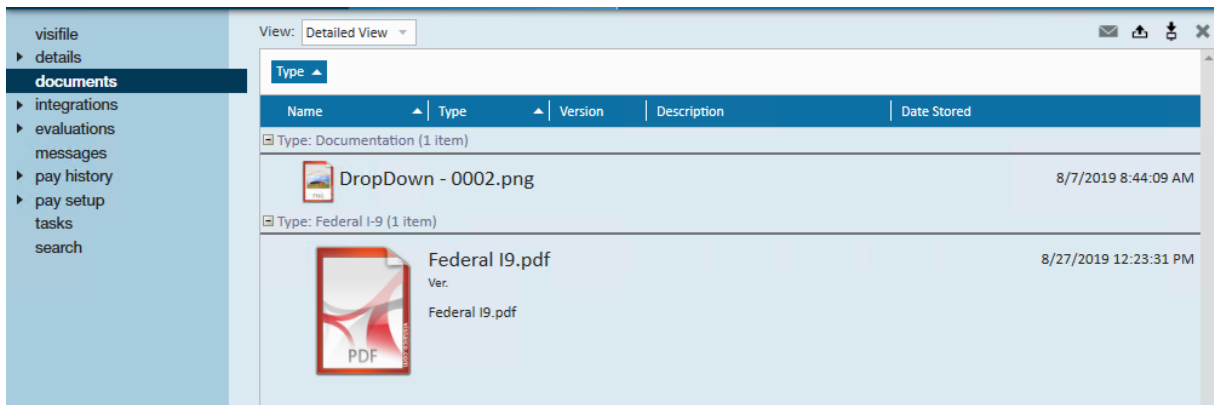 visifile
details
documents
integrations
evaluations
messages
pay history
pay setup
tasks
search
View: Detailed View
Type
Name Type Version Description Date Stored
Type: Documentation (1 item)
DropDown - 0002.png 8/7/2019 8:44:09 AM
Type: Federal I-9 (1 item)
Federal I9.pdf 8/27/2019 12:23:31 PM
Ver.
Federal I9.pdf
PDF